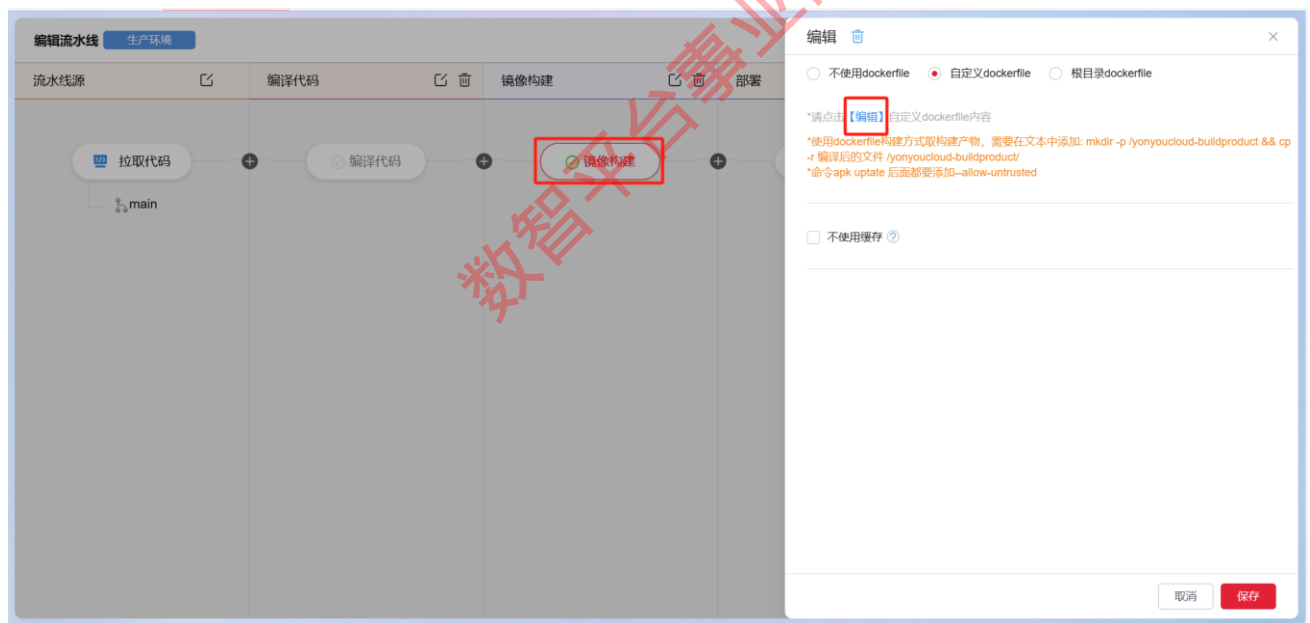 编辑流水线 生产环境
流水线源 编译代码 镜像构建 部署
拉取代码 编译代码 镜像构建
main
编辑
不使用dockerfile 自定义dockerfile 根目录dockerfile
*请点击【编辑】自定义dockerfile内容
*使用dockerfile构建方式取构建产物，需要在文本中添加: mkdir -p /yonyoucloud-buildproduct && cp
-r 编译后的文件 /yonyoucloud-buildproduct/
*命令apk uptate 后面都要添加--allow-untrusted
不使用缓存
取消 保存
数智平台事业